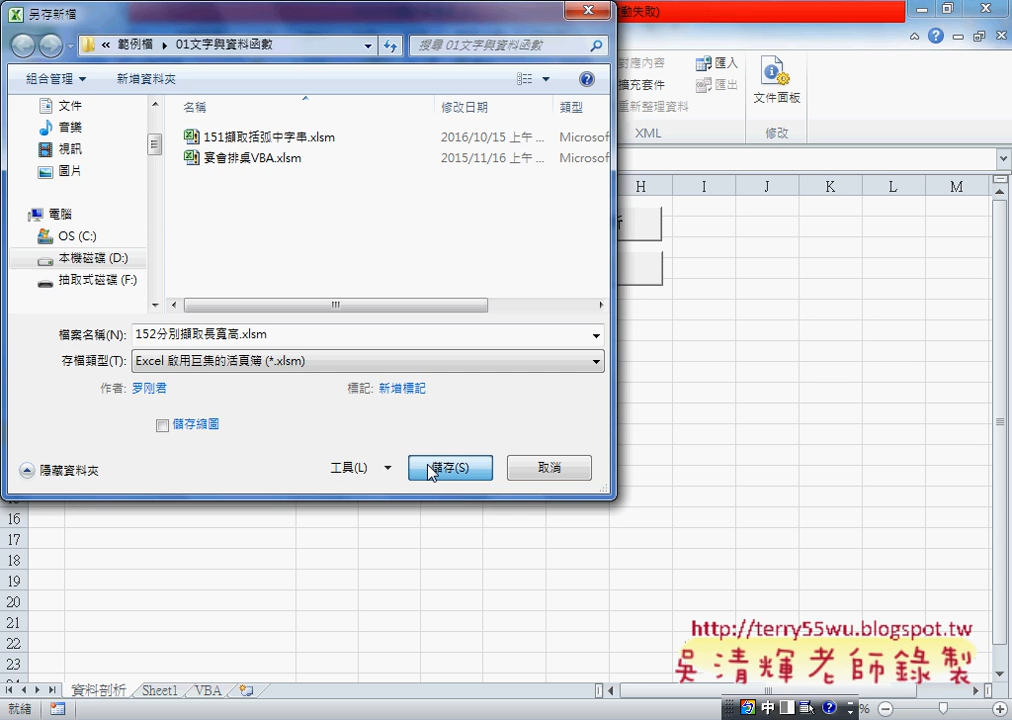 另存新檔
動失敗)
« 範例檔 ▸ 01文字與資料函數
搜尋 01文字與資料函數
組合管理 ▼ 新增資料夾
名稱 修改日期 類型
文件
音樂
視訊
圖片
電腦
OS (C:)
本機磁碟 (D:)
抽取式磁碟 (F:)
151擷取括弧中字串.xlsm 2016/10/15 上午 ... Microsof
宴會排桌VBA.xlsm 2015/11/16 上午 ... Microsof
檔案名稱(N): 152分別擷取長寬高.xlsm
存檔類型(T): Excel 啟用巨集的活頁簿 (*.xlsm)
作者: 罗刚君 標記: 新增標記
儲存縮圖
隱藏資料夾 工具(L) 儲存(S) 取消
對應內容 匯入
擴充套件 匯出
重新整理資料
文件面板
XML 修改
H I J K L M
析
16
17
18
19
20
21
22
23
http://terry55wu.blogspot.tw
吳清輝老師錄製
資料剖析 Sheet1 VBA
就緒 中 %